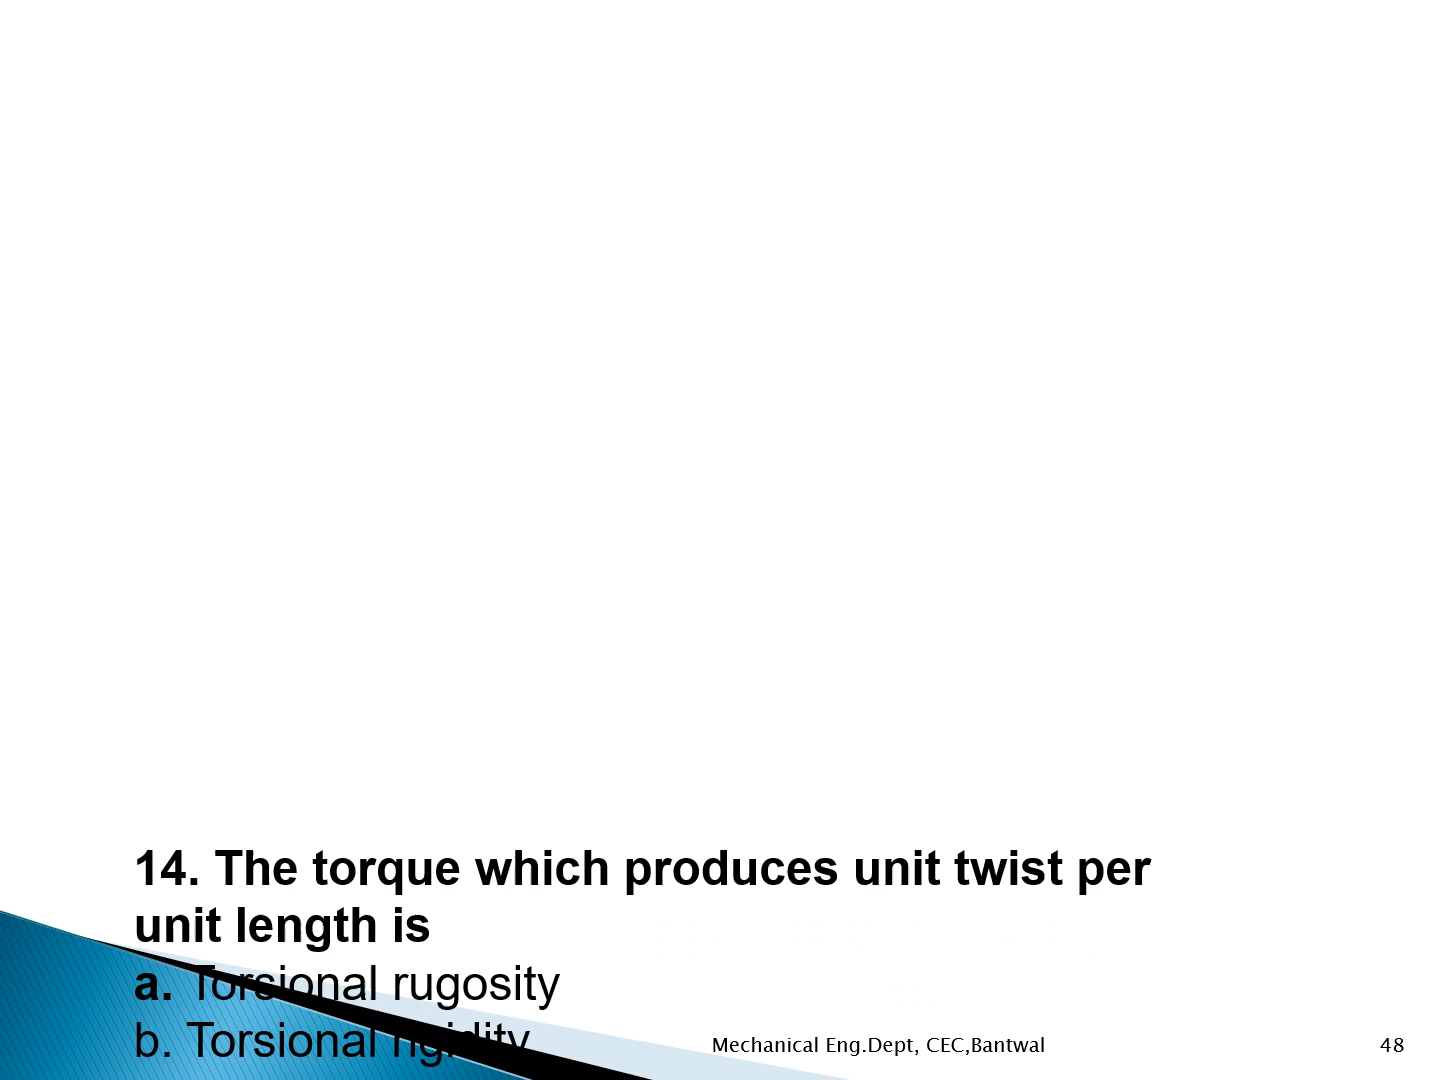 14. The torque which produces unit twist per
unit length is
a. Torsional rugosity
b. Torsional rigidity
Mechanical Eng.Dept, CEC,Bantwal
48